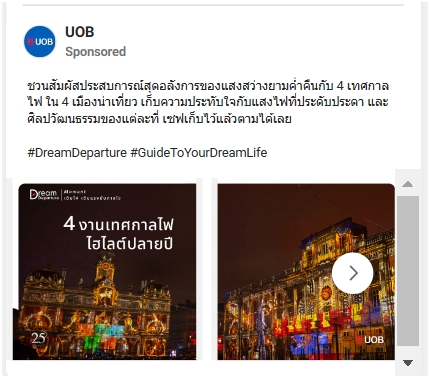 UOB
UOB
Sponsored
ชวนสัมผัสประสบการณ์สุดอลังการของแสงสว่างยามค่ำคืนกับ 4 เทศกาล
ไฟ ใน 4 เมืองน่าเที่ยว เก็บความประทับใจกับแสงไฟที่ประดับประดา และ
ศิลปวัฒนธรรมของแต่ละที่ เซฟเก็บไว้แล้วตามได้เลย
#DreamDeparture #GuideToYourDreamLife
Dream
Departure
Moment
4 งานเทศกาลไฟ
ไฮไลต์ปลายปี
25
UOB